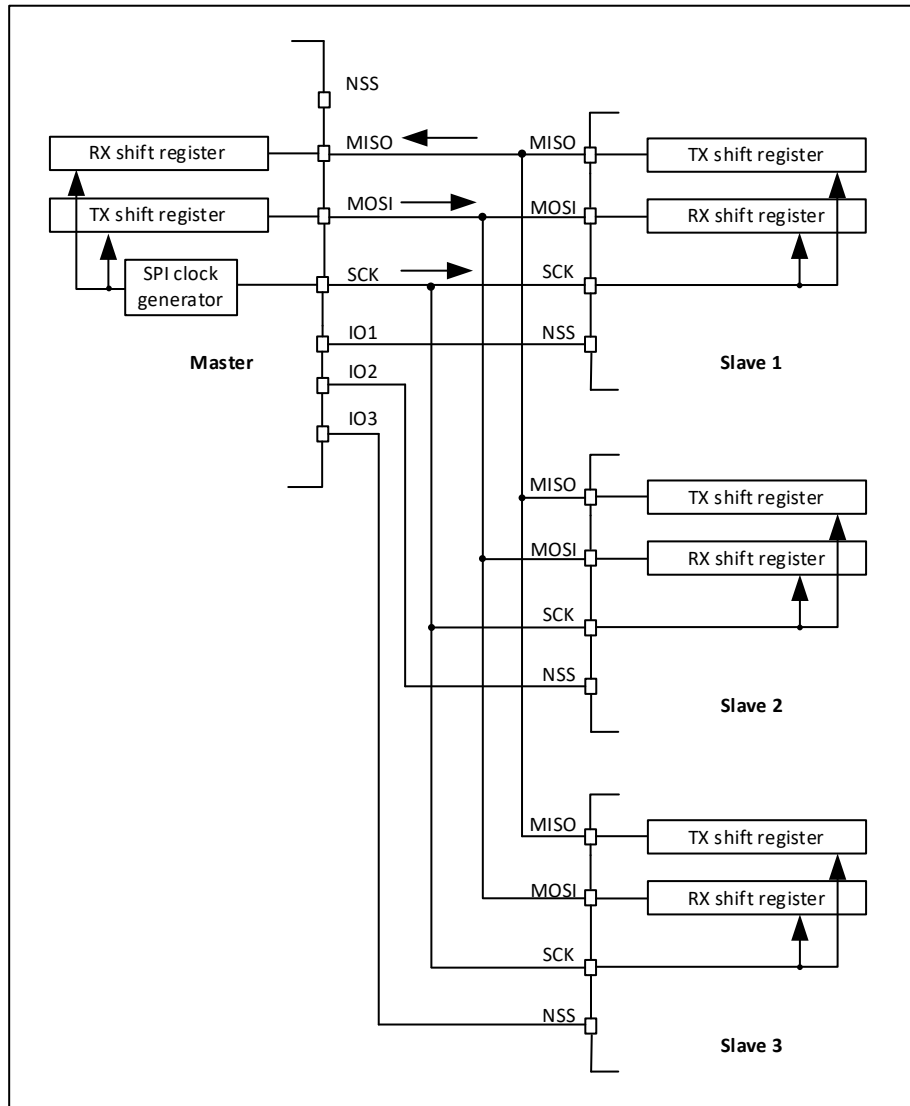 NSS
RX shift register
MISO
MISO
TX shift register
TX shift register
MOSI
MOSI
RX shift register
SPI clock
generator
SCK
SCK
IO1
NSS
Master
Slave 1
IO2
IO3
MISO
TX shift register
MOSI
RX shift register
SCK
NSS
Slave 2
MISO
TX shift register
MOSI
RX shift register
SCK
NSS
Slave 3